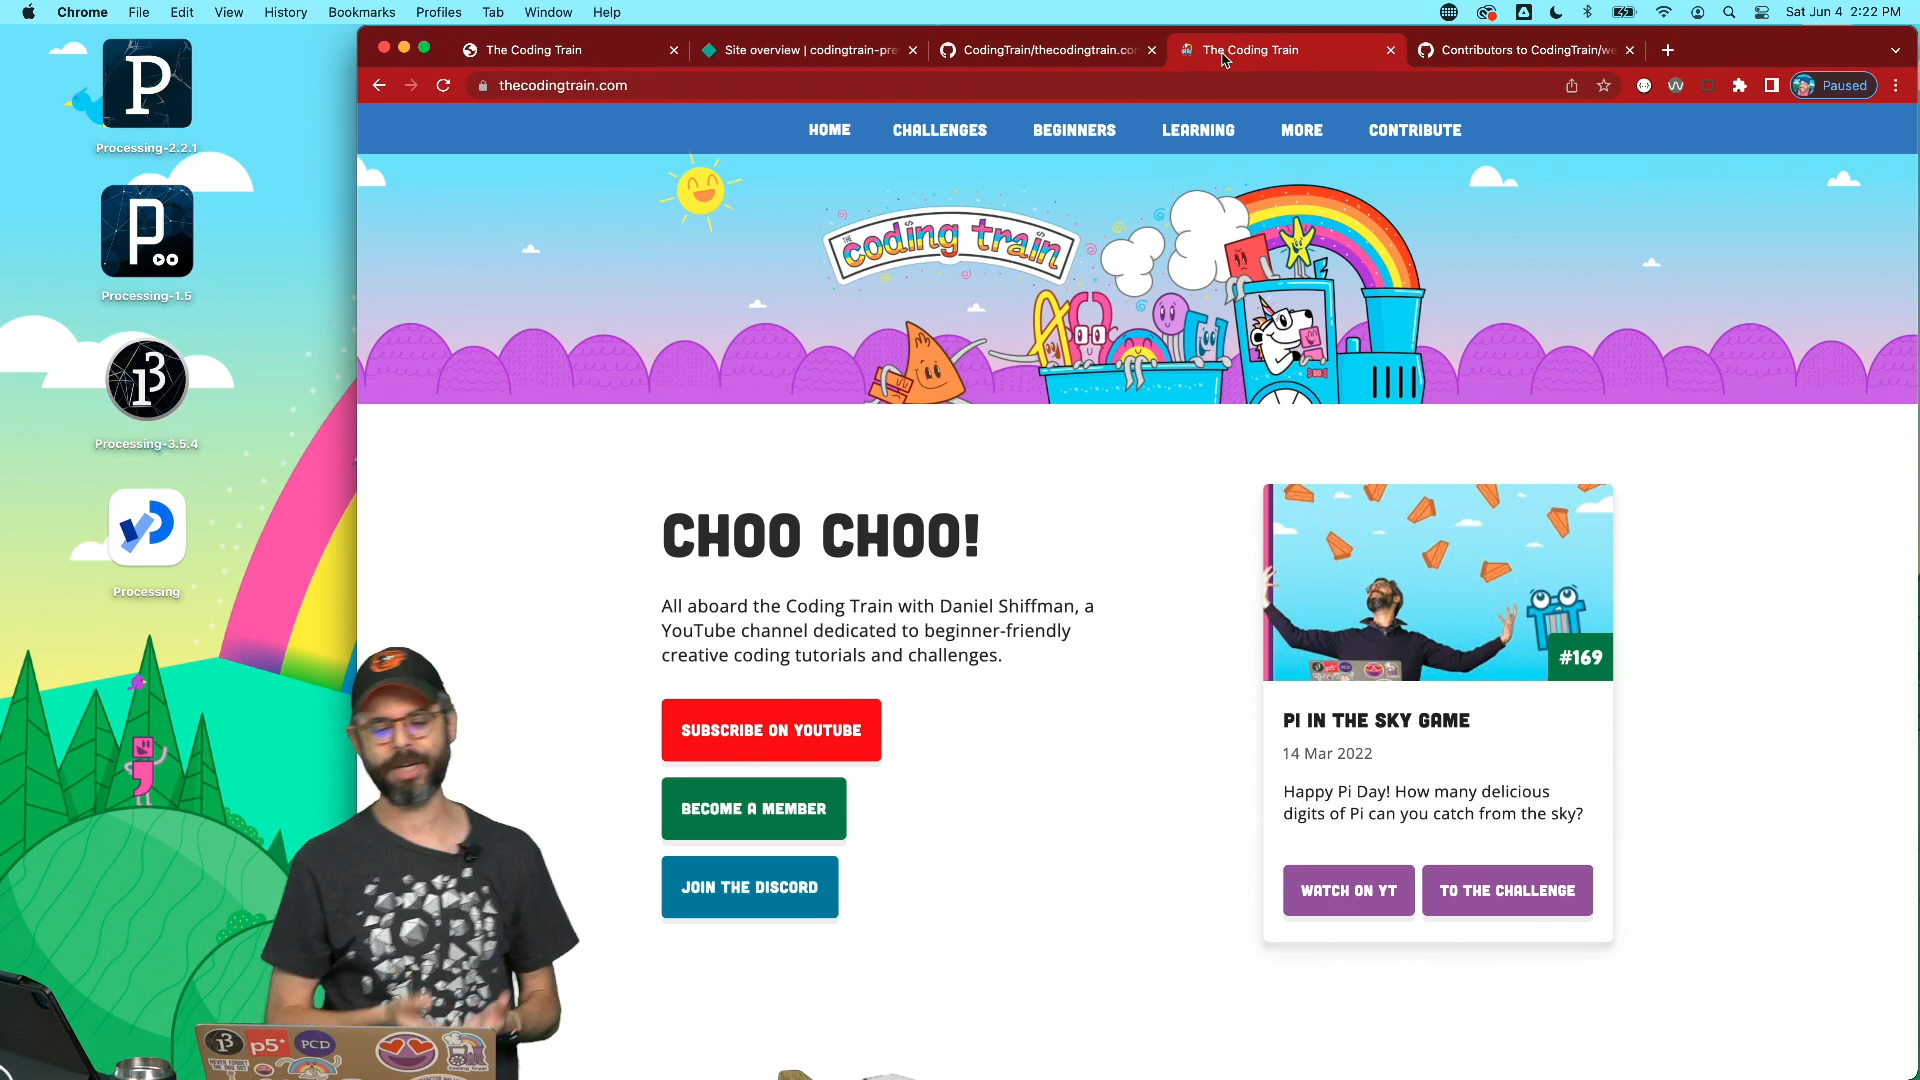 Chrome File Edit View History Bookmarks Profiles Tab Window Help
Sat Jun 4 2:22 PM
The Coding Train
Site overview | codingtrain-pre
CodingTrain/thecodingtrain.co
The Coding Train
Contributors to CodingTrain/we
thecodingtrain.com
Paused
HOME CHALLENGES BEGINNERS LEARNING MORE CONTRIBUTE
THE coding train
P
Processing-2.2.1
P
Processing-1.5
Processing-3.5.4
Processing
CHOO CHOO!
All aboard the Coding Train with Daniel Shiffman, a
YouTube channel dedicated to beginner-friendly
creative coding tutorials and challenges.
SUBSCRIBE ON YOUTUBE
BECOME A MEMBER
JOIN THE DISCORD
#169
PI IN THE SKY GAME
14 Mar 2022
Happy Pi Day! How many delicious
digits of Pi can you catch from the sky?
WATCH ON YT
TO THE CHALLENGE
p5*
PCD
coding train